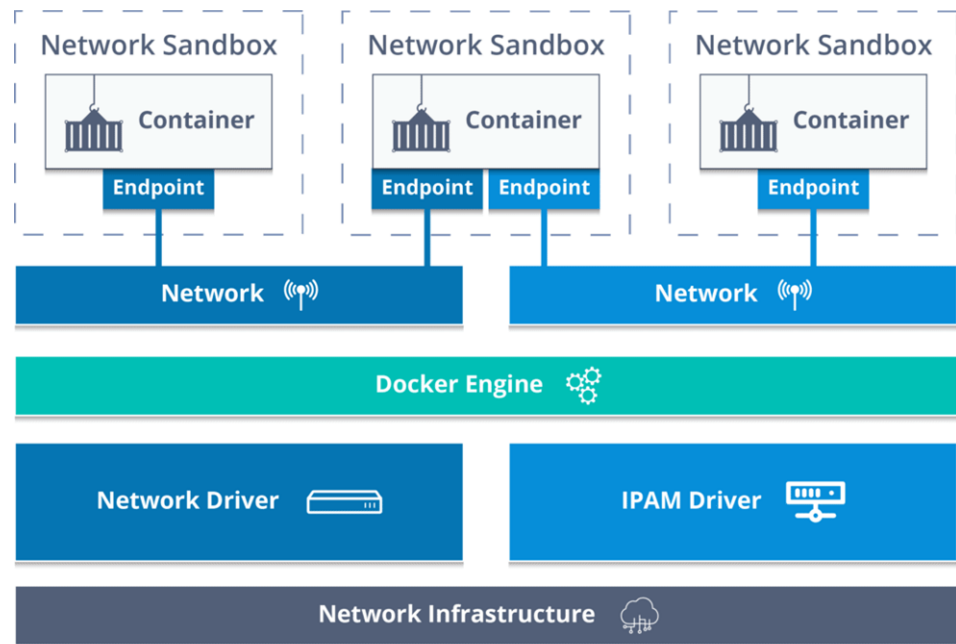 Network Sandbox
Network Sandbox
Network Sandbox
Container
Container
Container
Endpoint
Endpoint
Endpoint
Endpoint
Network
Network
Docker Engine
Network Driver
IPAM Driver
Network Infrastructure